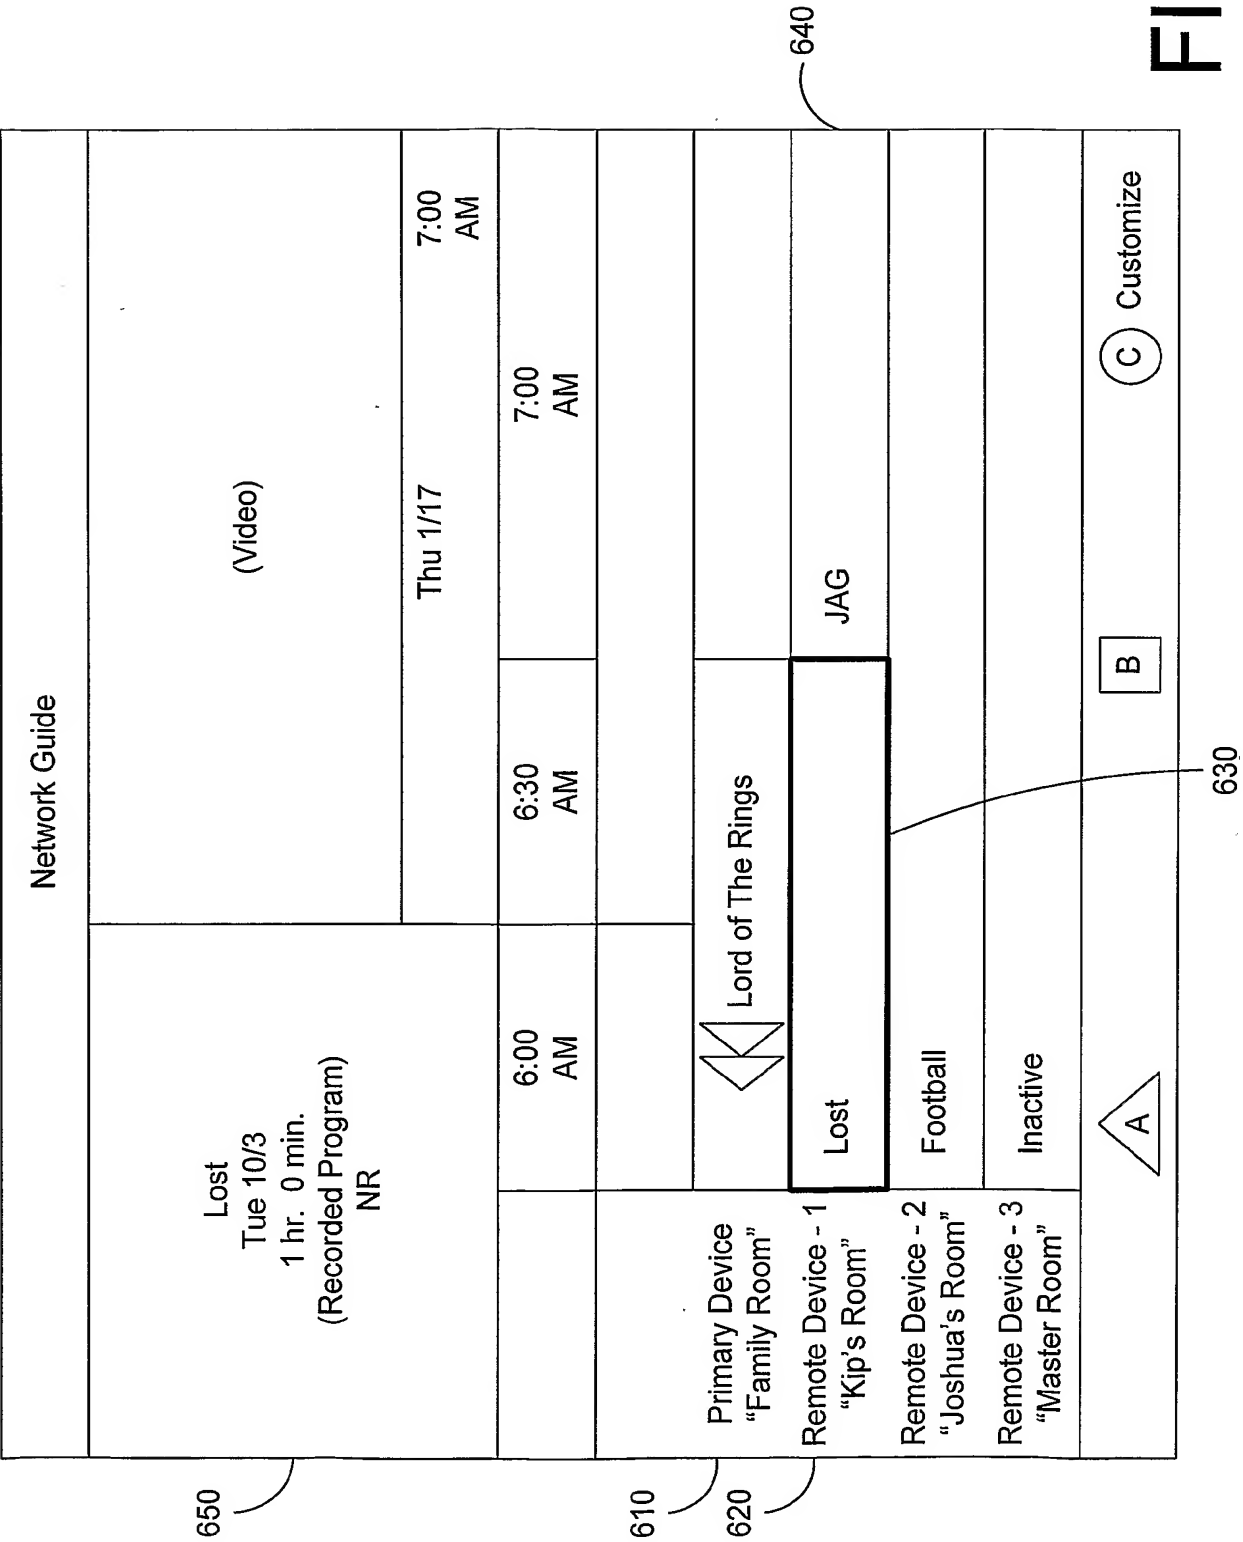 Network Guide
650
Lost
Tue 10/3
1 hr. 0 min.
(Recorded Program)
NR
(Video)
Thu 1/17
7:00
AM
6:00
AM
6:30
AM
7:00
AM
610
Primary Device
“Family Room”
Lord of The Rings
620
Remote Device - 1
“Kip’s Room”
Lost
JAG
640
Remote Device - 2
“Joshua’s Room”
Football
Remote Device - 3
“Master Room”
Inactive
A
B
C Customize
630
FI